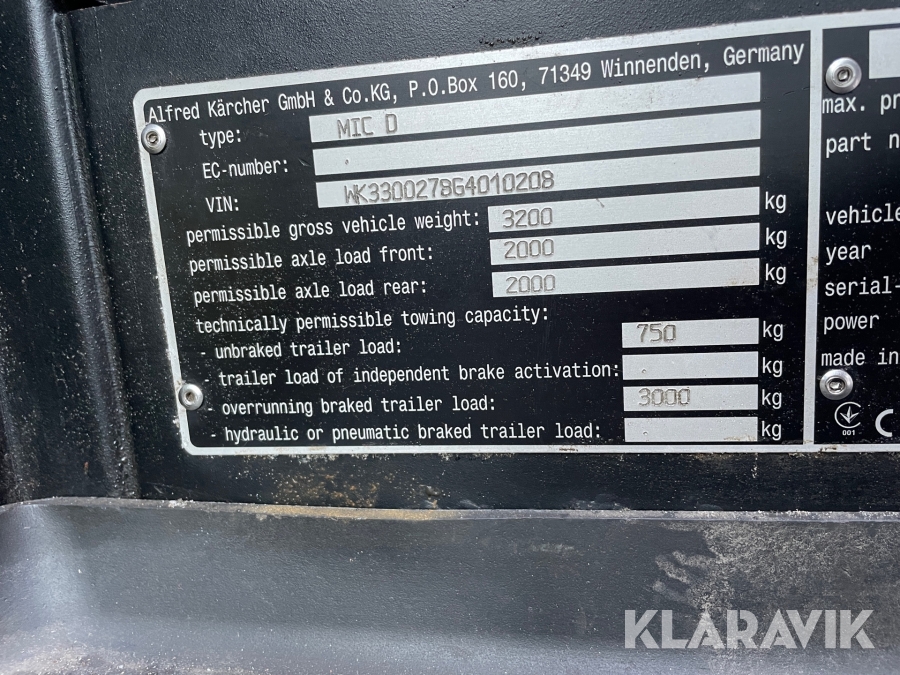 Alfred Kärcher GmbH & Co.KG, P.O.Box 160, 71349 Winnenden, Germany
type: MIC D
EC-number:
VIN: WK3300278G4010208
permissible gross vehicle weight: 3200 kg
permissible axle load front: 2000 kg
permissible axle load rear: 2000 kg
technically permissible towing capacity:
- unbraked trailer load: 750 kg
- trailer load of independent brake activation: kg
- overrunning braked trailer load: 3000 kg
- hydraulic or pneumatic braked trailer load: kg
max. pr
part n
vehicle
year
serial-
power
made in
001
KLARAVIK